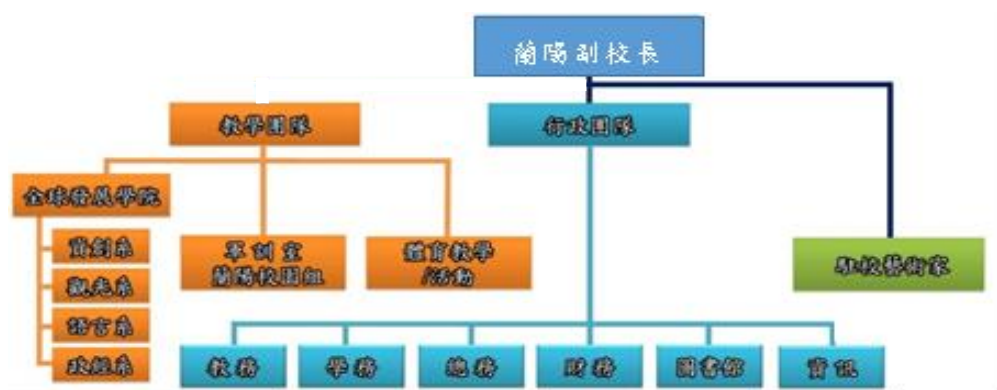 蘭陽副校長
教學團隊
行政團隊
全球發展學院
資創系
觀光系
語言系
政經系
軍訓室
蘭陽校園組
體育教學
/活動
駐校藝術家
教務
學務
總務
財務
圖書館
資訊